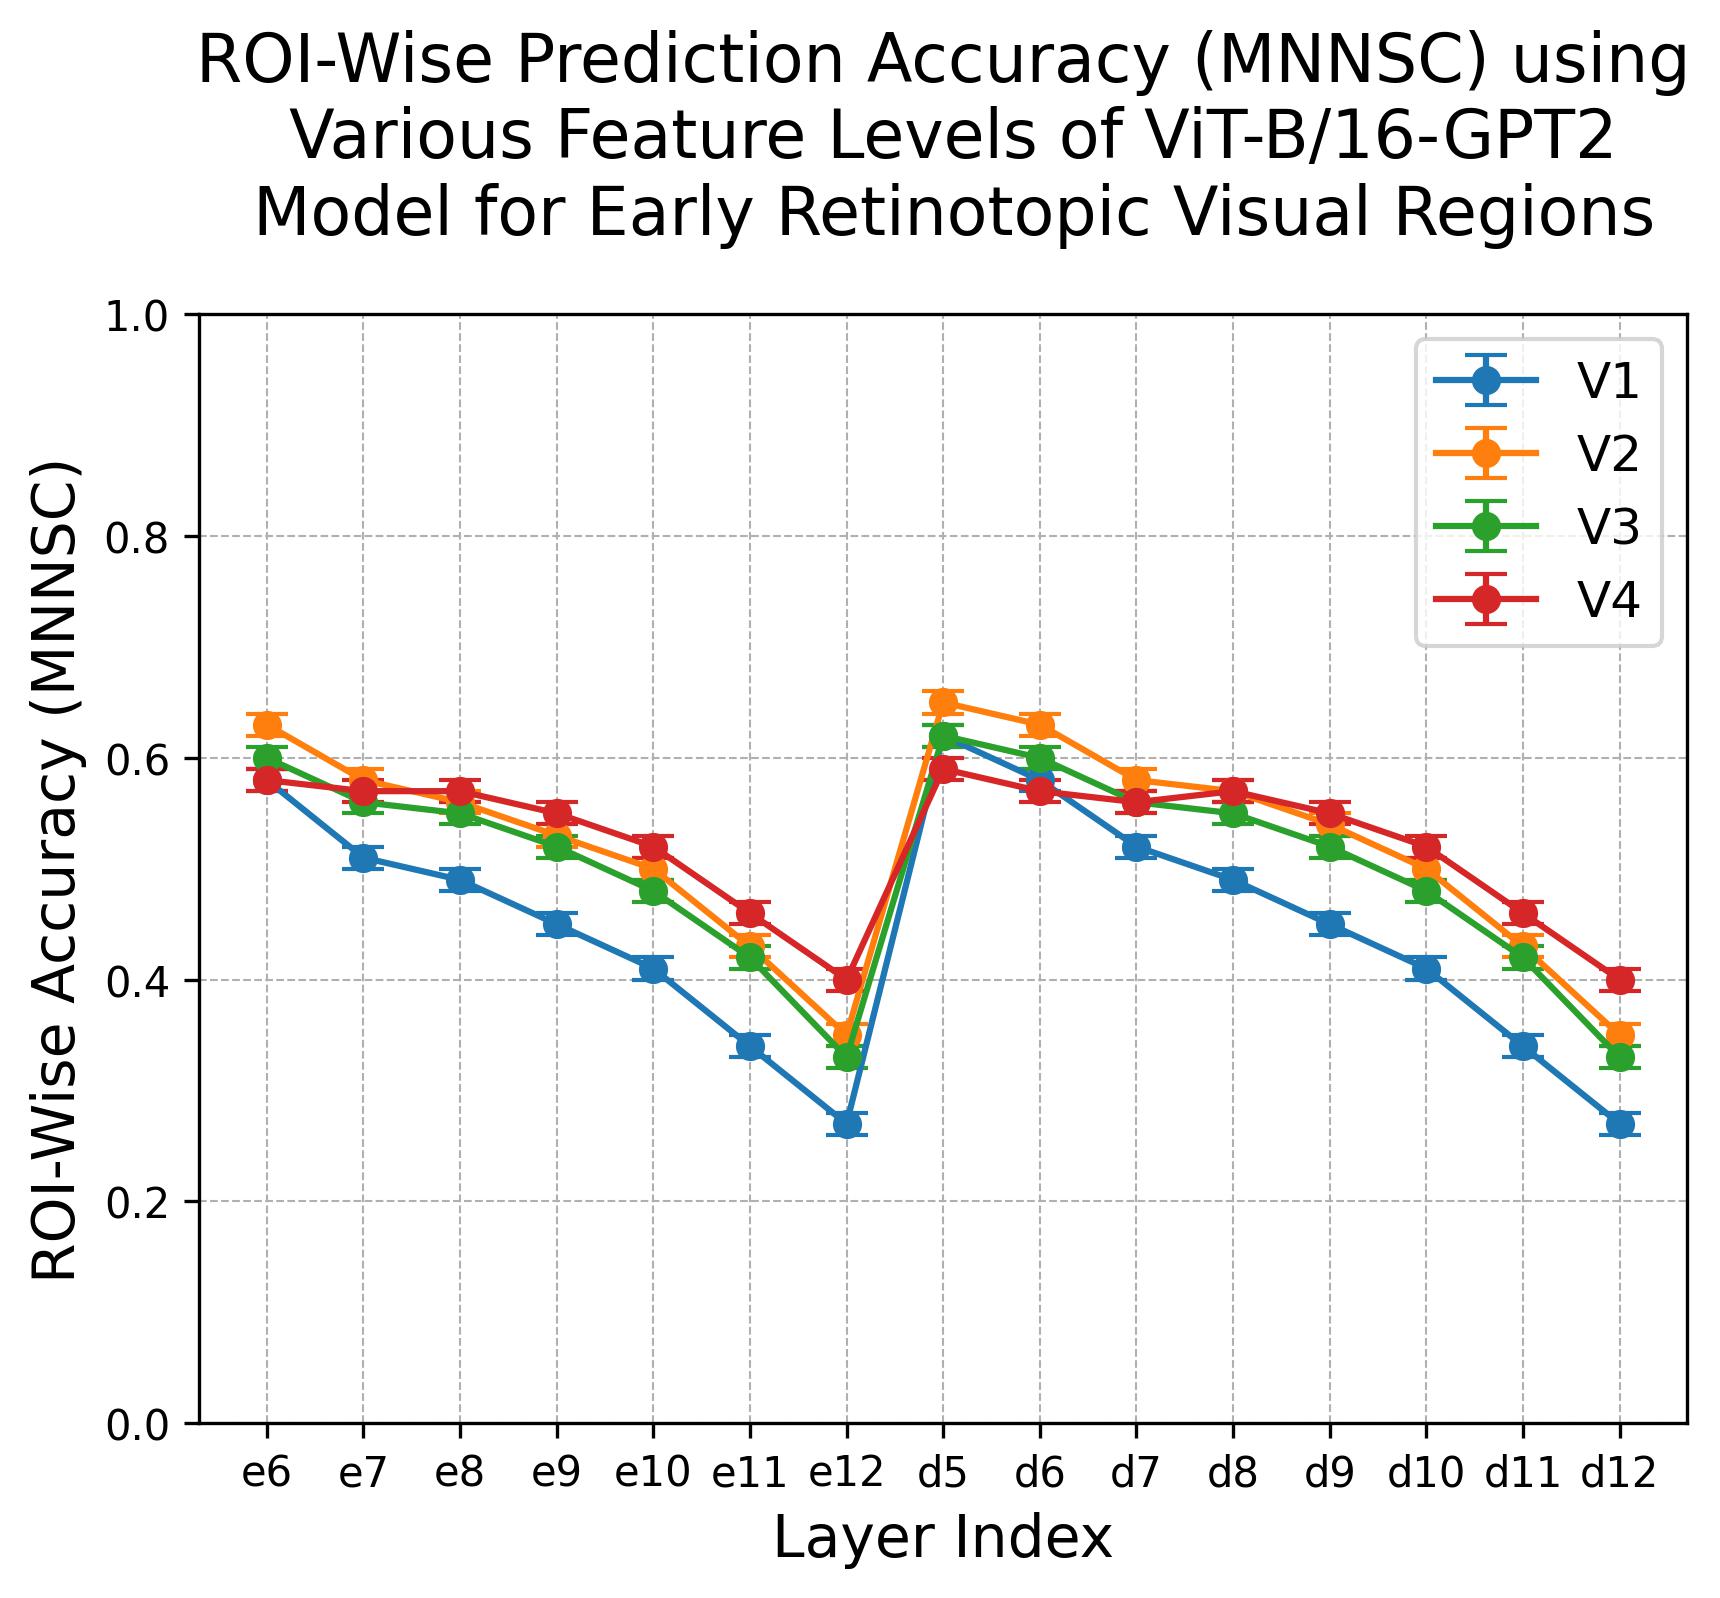 ROI-Wise Prediction Accuracy (MNNSC) using
Various Feature Levels of ViT-B/16-GPT2
Model for Early Retinotopic Visual Regions
ROI-Wise Accuracy (MNNSC)
1.0
0.8
0.6
0.4
0.2
0.0
V1
V2
V3
V4
e6 e7 e8 e9 e10 e11 e12 d5 d6 d7 d8 d9 d10 d11 d12
Layer Index